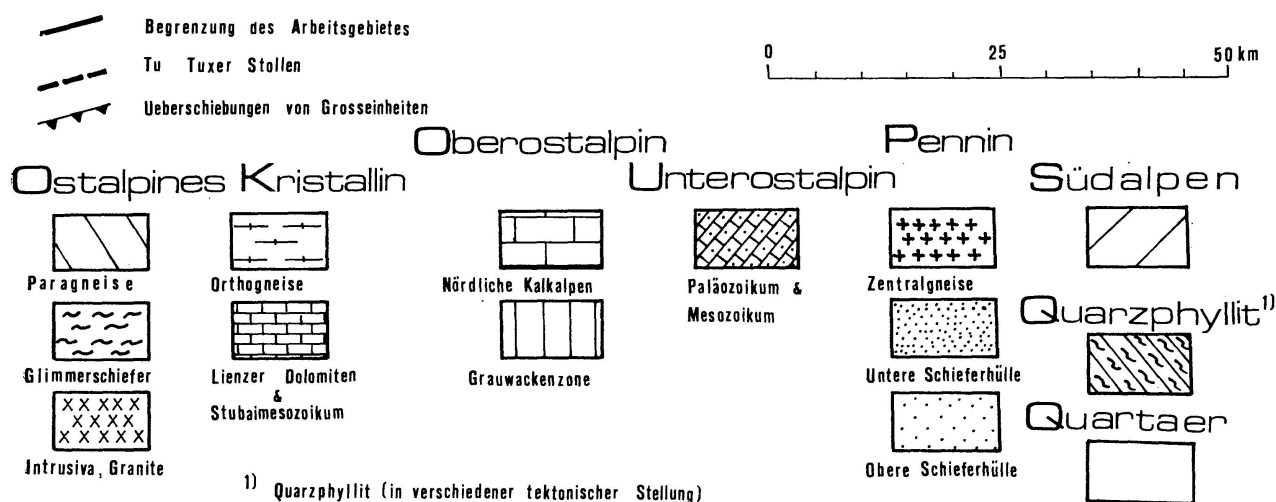 Begrenzung des Arbeitsgebietes
Tu Tuxer Stollen
Ueberschiebungen von Grosseinheiten
0 25 50 km
Oberostalpin Pennin
Ostalpines Kristallin Unterostalpin Südalpen
Paragneise Orthogneise Nördliche Kalkalpen Paläozoikum & Zentralgneise
Mesozoikum
Quarzphyllit 1)
Glimmerschiefer Lienzer Dolomiten Grauwackenzone Untere Schieferhülle
&
Stubaimesozoikum
Quartaer
Intrusiva, Granite Obere Schieferhülle
1) Quarzphyllit (in verschiedener tektonischer Stellung)